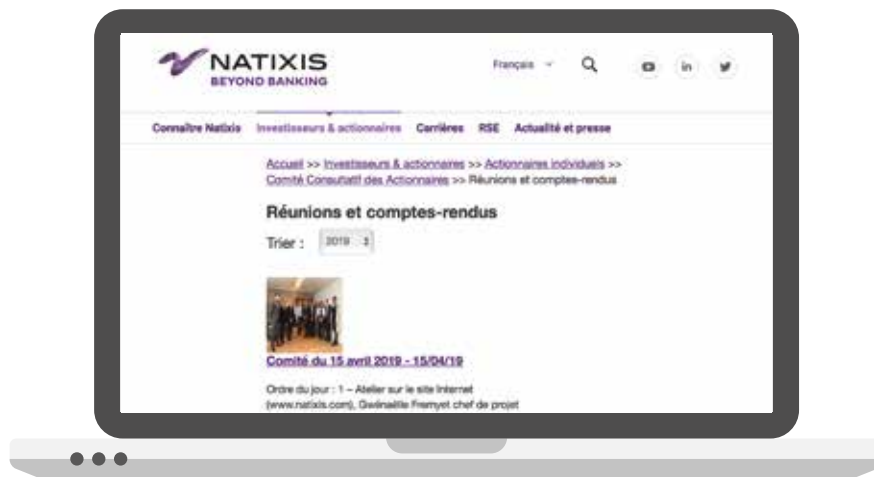 NATIXIS
BEYOND BANKING
Français
Connaître Natixis Investisseurs & actionnaires Carrières RSE Actualité et presse
Accueil >> Investisseurs & actionnaires >> Actionnaires individuels >>
Comité Consultatif des Actionnaires >> Réunions et comptes-rendus
Réunions et comptes-rendus
Trier : 2019
Comité du 15 avril 2019 - 15/04/19
Ordre du jour : 1 – Atelier sur le site Internet
(www.natixis.com), Gwénaëlle Fremyet chef de projet